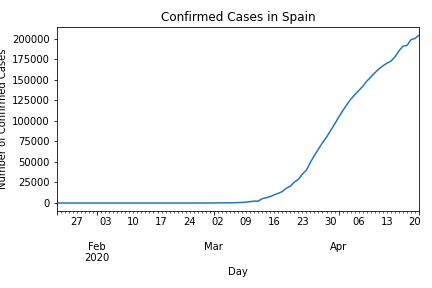 Confirmed Cases in Spain
200000
175000
150000
125000
100000
75000
50000
25000
0
Number of Confirmed Cases
27 03 10 17 24 02 09 16 23 30 06 13 20
Feb Mar Apr
2020
Day